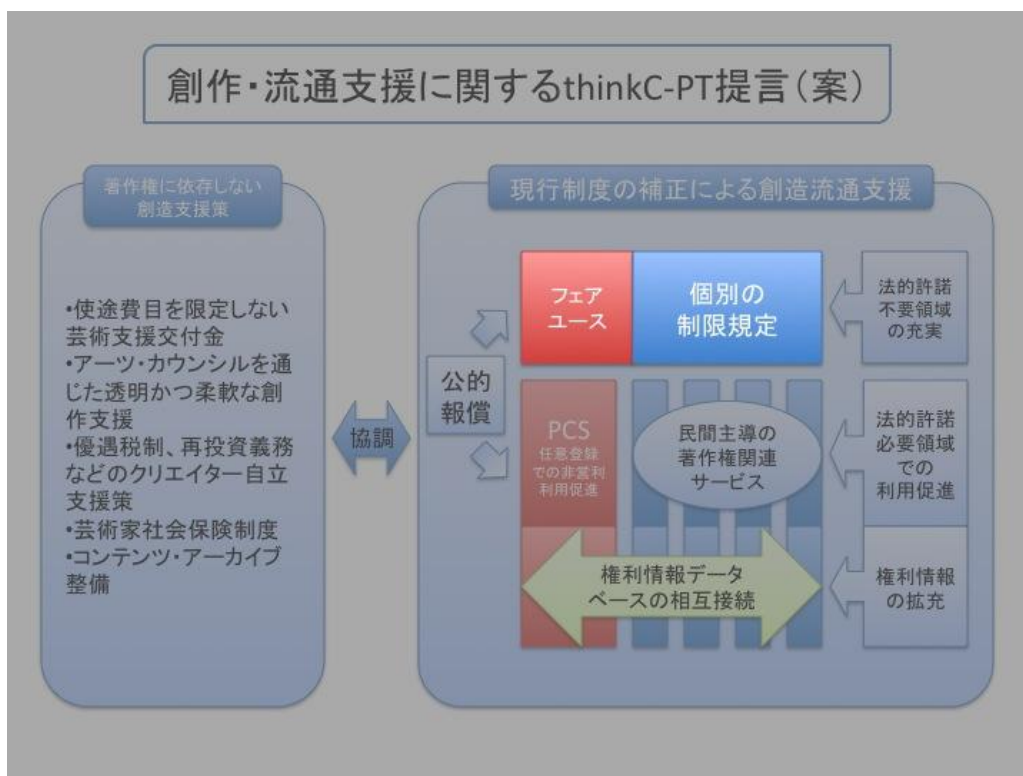 創作・流通支援に関するthinkC-PT提言（案）
著作権に依存しない
創造支援策
•使途費目を限定しない
芸術支援交付金
•アーツ・カウンシルを通
じた透明かつ柔軟な創
作支援
•優遇税制、再投資義務
などのクリエイター自立
支援策
•芸術家社会保険制度
•コンテンツ・アーカイブ
整備
協調
現行制度の補正による創造流通支援
公的
報償
フェア
ユース
個別の
制限規定
法的許諾
不要領域
の充実
PCS
任意登録
での非営利
利用促進
民間主導の
著作権関連
サービス
法的許諾
必要領域
での
利用促進
権利情報データ
ベースの相互接続
権利情報
の拡充